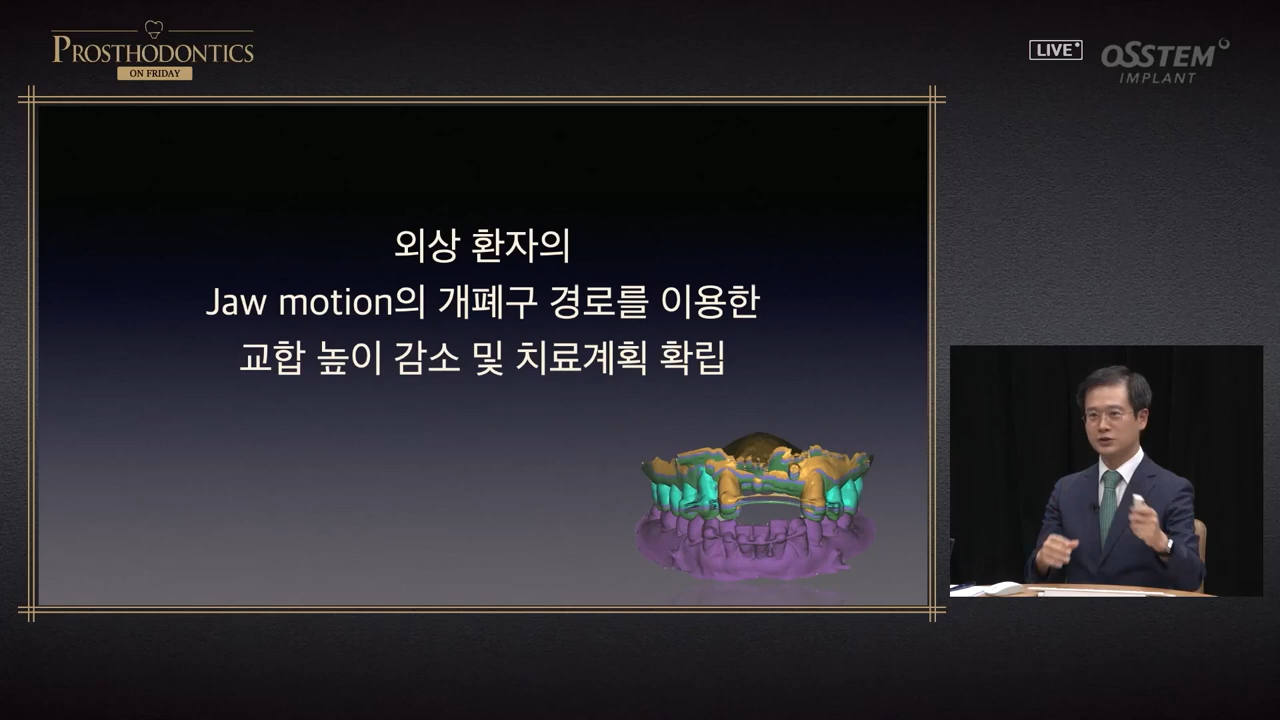 PROSTHODONTICS
ON FRIDAY
LIVE
OSSTEM
IMPLANT
외상 환자의
Jaw motion의 개폐구 경로를 이용한
교합 높이 감소 및 치료계획 확립